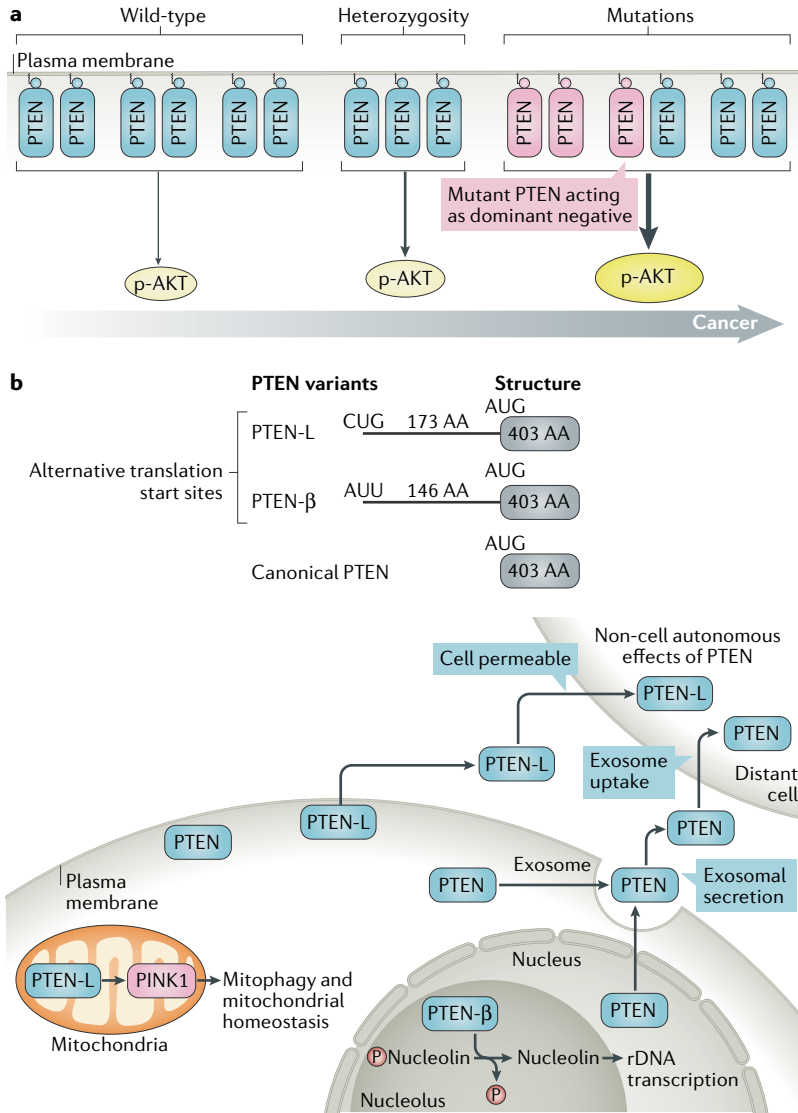 a
Wild-type
Heterozygosity
Mutations
Plasma membrane
PTEN PTEN PTEN PTEN PTEN PTEN PTEN PTEN PTEN PTEN PTEN PTEN PTEN PTEN PTEN
Mutant PTEN acting
as dominant negative
p-AKT
p-AKT
p-AKT
Cancer
b
PTEN variants
Structure
Alternative translation
start sites
PTEN-L
CUG
173 AA
AUG
403 AA
PTEN-β
AUU
146 AA
AUG
403 AA
Canonical PTEN
AUG
403 AA
Non-cell autonomous
effects of PTEN
Cell permeable
PTEN-L
PTEN
PTEN-L
Exosome
uptake
Distant
cell
PTEN-L
PTEN
PTEN
Plasma
membrane
PTEN
Exosome
PTEN
Exosomal
secretion
PTEN-L
PINK1
Mitophagy and
mitochondrial
homeostasis
Mitochondria
Nucleus
PTEN
PTEN-β
P
Nucleolin
Nucleolin
rDNA
transcription
P
Nucleolus